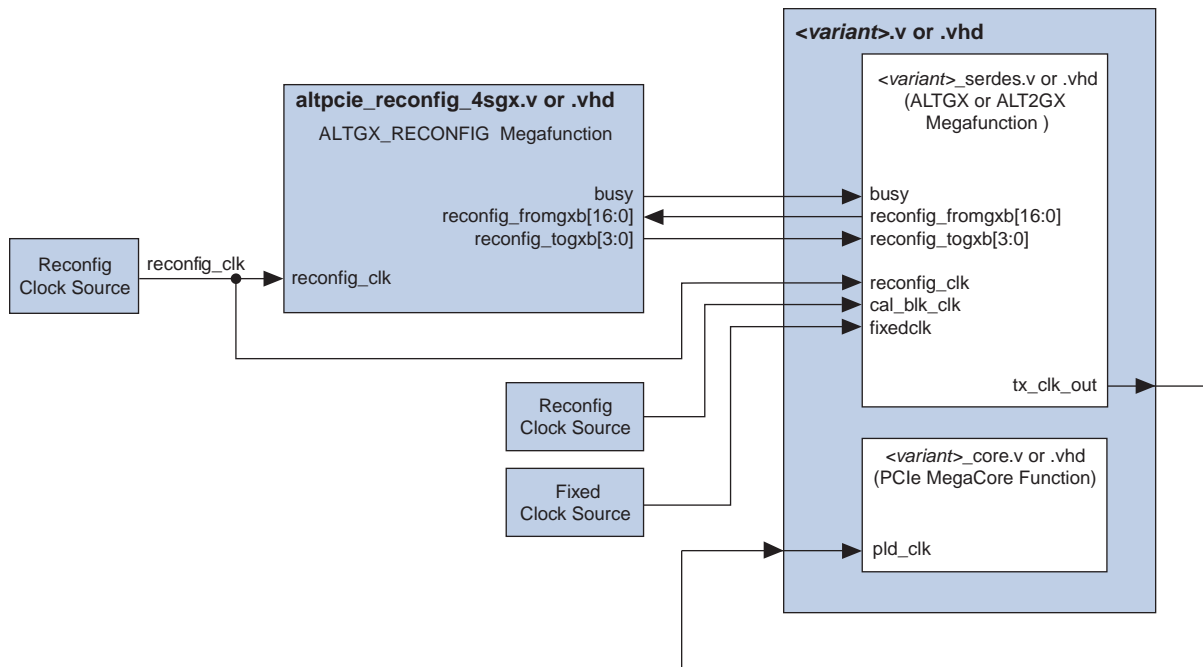 <variant>.v or .vhd
<variant>_serdes.v or .vhd
(ALTGX or ALT2GX
Megafunction )
altpcie_reconfig_4sgx.v or .vhd
ALTGX_RECONFIG Megafunction
busy
reconfig_fromgxb[16:0]
reconfig_togxb[3:0]
reconfig_clk
busy
reconfig_fromgxb[16:0]
reconfig_togxb[3:0]
reconfig_clk
cal_blk_clk
fixedclk
tx_clk_out
Reconfig
Clock Source
reconfig_clk
Reconfig
Clock Source
Fixed
Clock Source
<variant>_core.v or .vhd
(PCIe MegaCore Function)
pld_clk